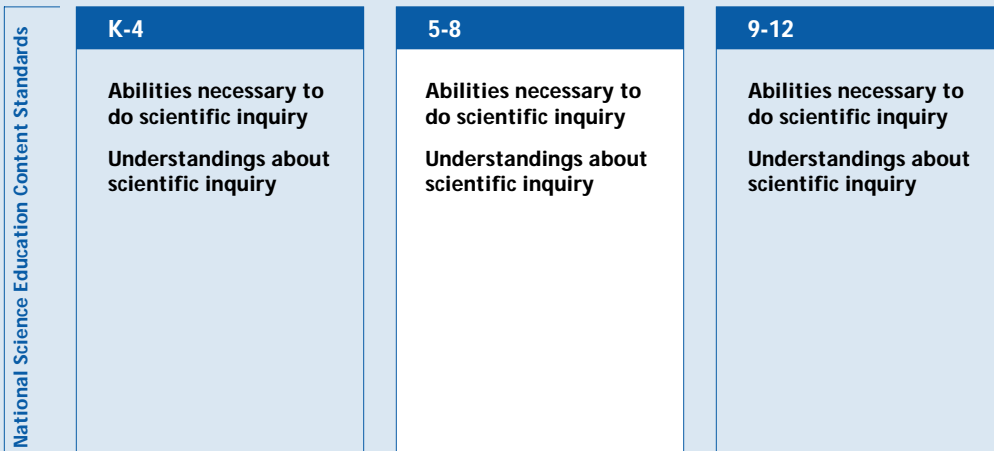 National Science Education Content Standards
K-4
Abilities necessary to
do scientific inquiry
Understandings about
scientific inquiry
5-8
Abilities necessary to
do scientific inquiry
Understandings about
scientific inquiry
9-12
Abilities necessary to
do scientific inquiry
Understandings about
scientific inquiry